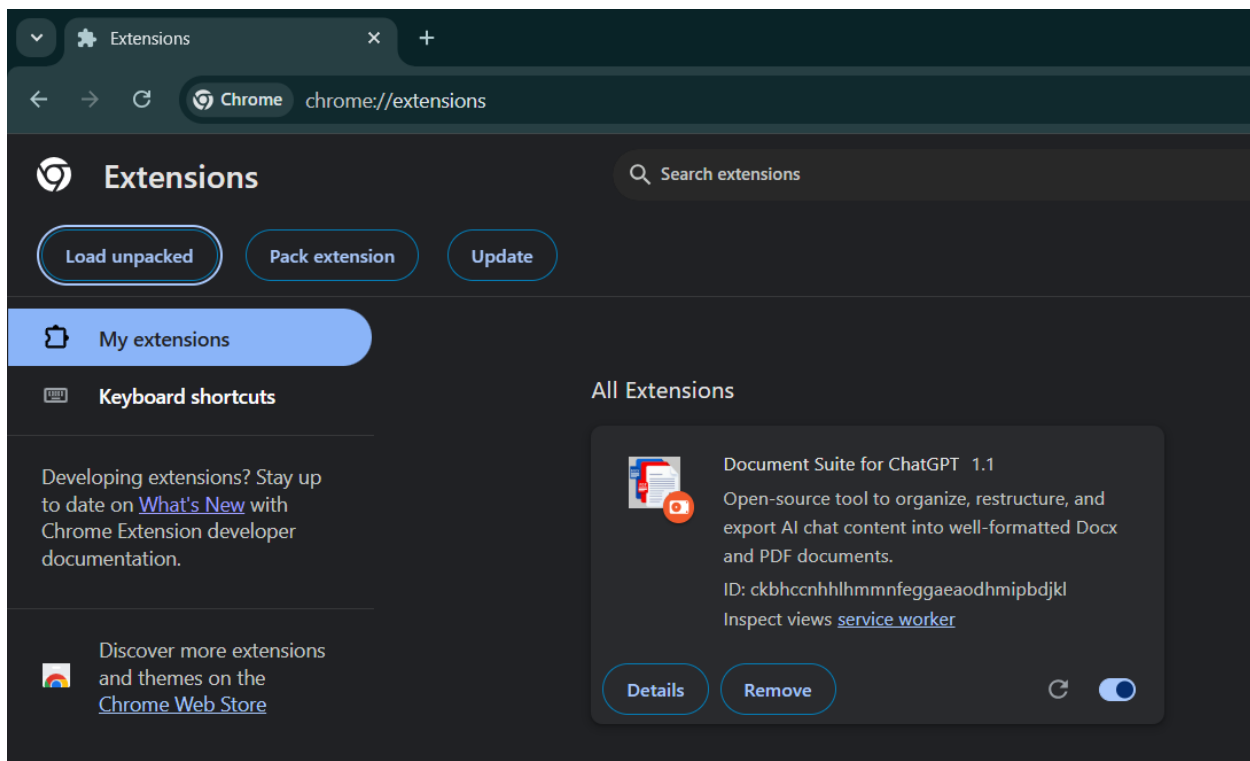 Extensions
Chrome
chrome://extensions
Extensions
Search extensions
Load unpacked
Pack extension
Update
My extensions
Keyboard shortcuts
Developing extensions? Stay up
to date on What's New with
Chrome Extension developer
documentation.
Discover more extensions
and themes on the
Chrome Web Store
All Extensions
Document Suite for ChatGPT 1.1
Open-source tool to organize, restructure, and
export AI chat content into well-formatted Docx
and PDF documents.
ID: ckbhccnhhlhmmnfeggaeaodhmipbdjkl
Inspect views service worker
Details
Remove